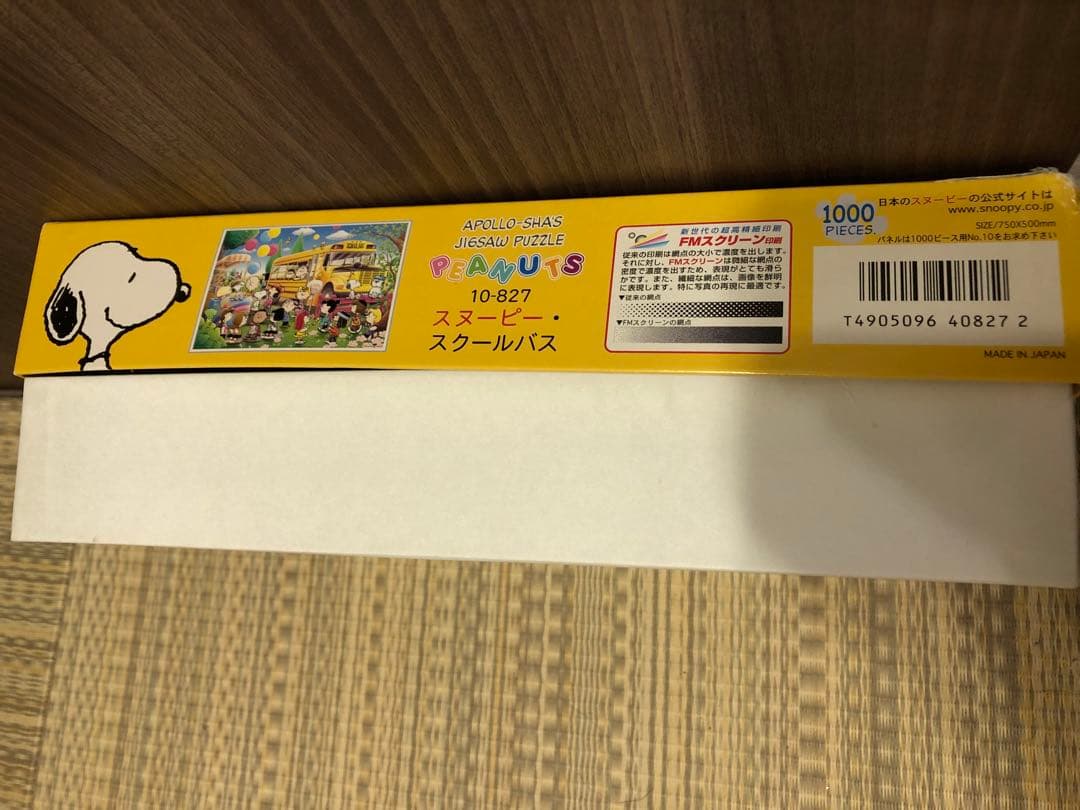 APOLLO-SHA'S
JIGSAW PUZZLE
PEANUTS
10-827
スヌーピー・
スクールバス
新世代の超高精細印刷
FMスクリーン印刷
従来の印刷は網点の大小で濃度を出します。
それに対し、FMスクリーンは微細な網点の
密度で濃度を出すため、表現がとても滑ら
かです。また、繊細な網点は、画像を鮮明
に表現します。特に写真の再現に最適です。
▼従来の網点
▼FMスクリーンの網点
1000
PIECES.
日本のスヌーピーの公式サイトは
www.snoopy.co.jp
SIZE/750X500mm
パネルは1000ピース用No.10をお求め下さい
T4905096 40827 2
MADE IN JAPAN